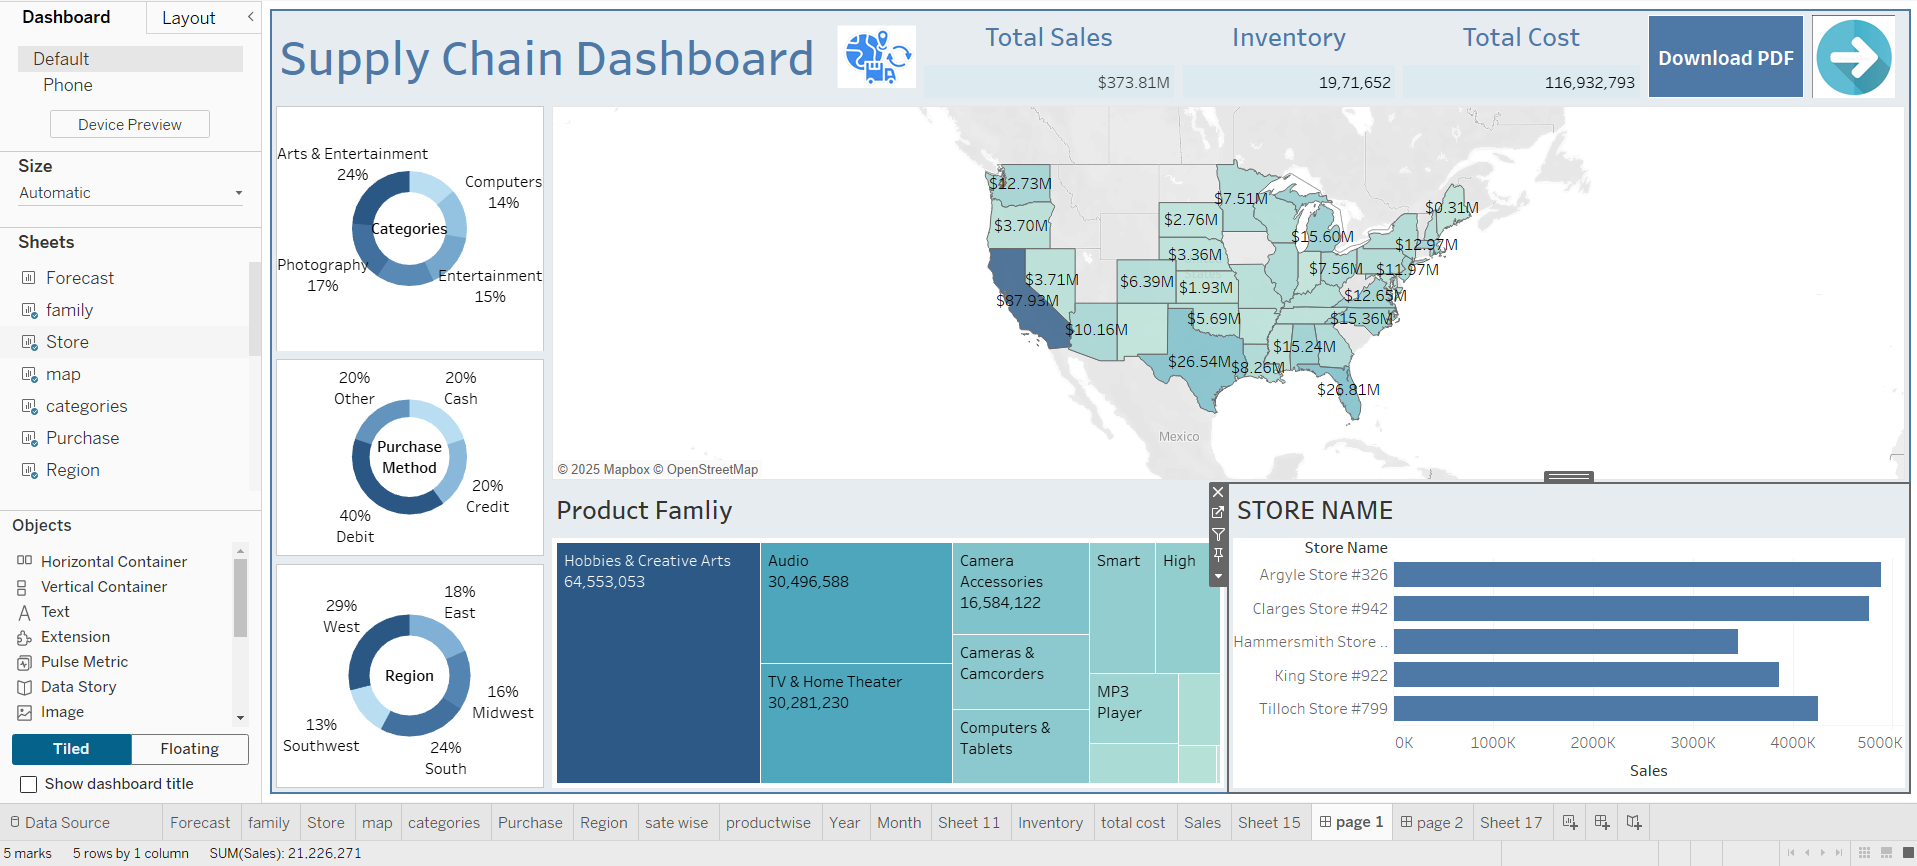 Dashboard
Layout
Default
Phone
Device Preview
Size
Automatic
Sheets
Forecast
family
Store
map
categories
Purchase
Region
Objects
Horizontal Container
Vertical Container
Text
Extension
Pulse Metric
Data Story
Image
Tiled
Floating
Show dashboard title
Supply Chain Dashboard
Total Sales
$373.81M
Inventory
19,71,652
Total Cost
116,932,793
Download PDF
Arts & Entertainment
24%
Computers
14%
Categories
Photography
17%
Entertainment
15%
20%
Other
20%
Cash
Purchase
Method
20%
Credit
40%
Debit
29%
West
18%
East
Region
16%
Midwest
13%
Southwest
24%
South
$12.73M
$7.51M
$0.31M
$3.70M
$2.76M
$15.60M
$12.97M
$3.36M
$7.56M
$11.97M
$3.71M
$6.39M
$1.93M
$87.93M
$12.65M
$10.16M
$5.69M
$15.36M
$15.24M
$26.54M
$8.26M
$26.81M
Mexico
© 2025 Mapbox © OpenStreetMap
Product Famliy
Hobbies & Creative Arts
64,553,053
Audio
30,496,588
TV & Home Theater
30,281,230
Camera
Accessories
16,584,122
Cameras &
Camcorders
Computers &
Tablets
Smart
High
MP3
Player
STORE NAME
Store Name
Argyle Store #326
Clarges Store #942
Hammersmith Store ..
King Store #922
Tilloch Store #799
0K
1000K
2000K
3000K
4000K
5000K
Sales
Data Source
Forecast
family
Store
map
categories
Purchase
Region
sate wise
productwise
Year
Month
Sheet 11
Inventory
total cost
Sales
Sheet 15
page 1
page 2
Sheet 17
5 marks
5 rows by 1 column
SUM(Sales): 21,226,271